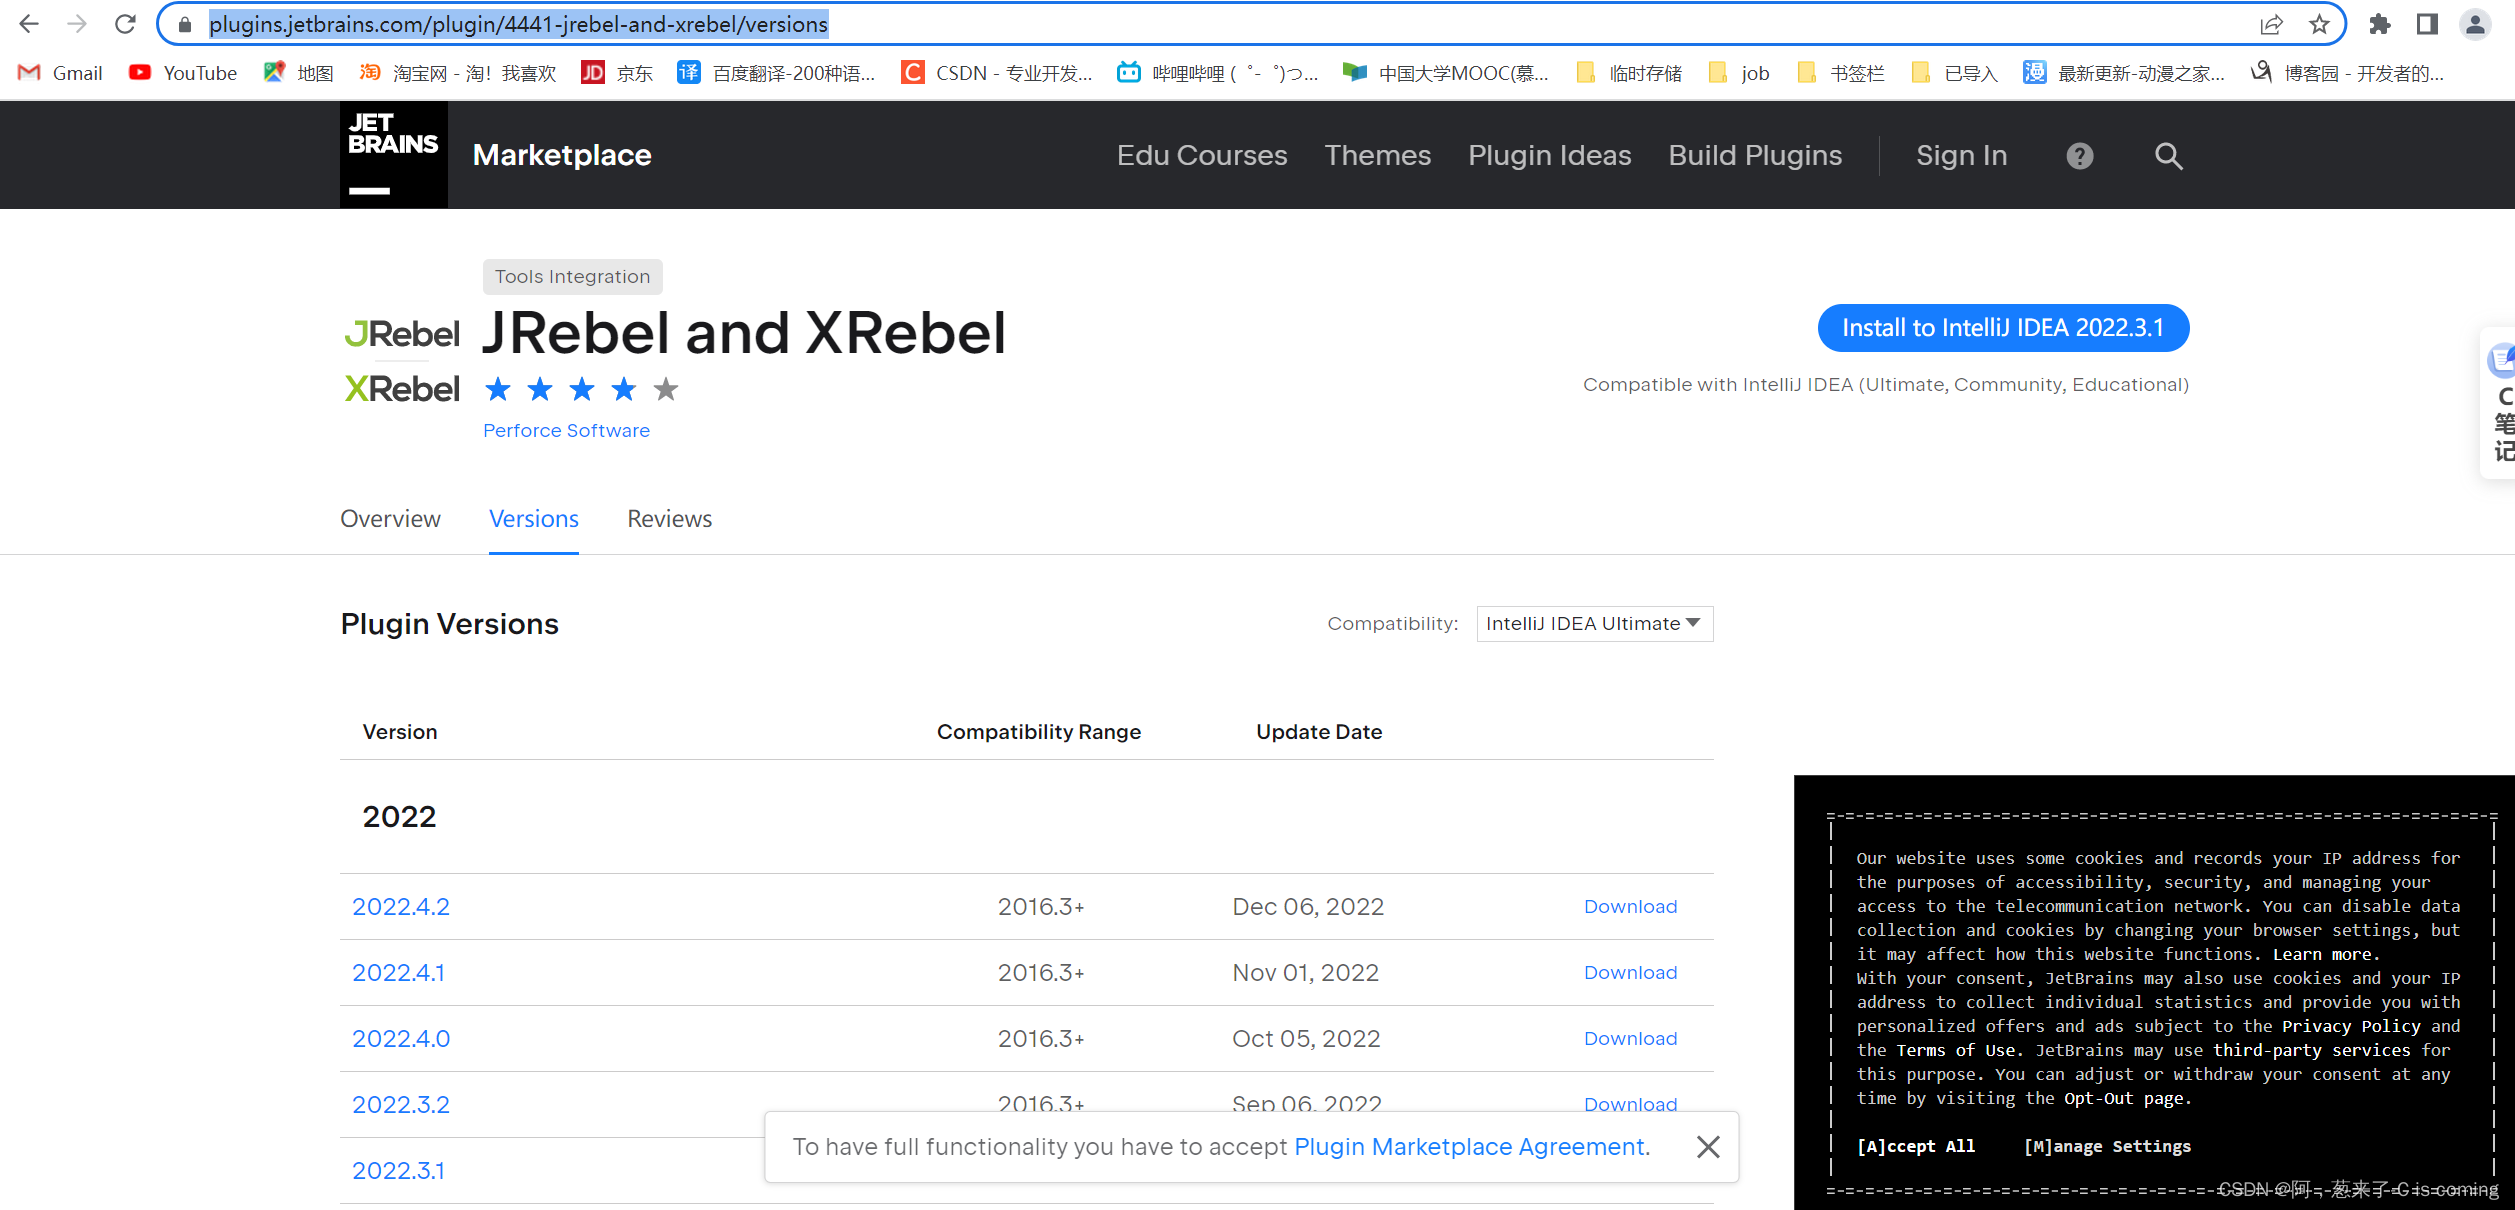 plugins.jetbrains.com/plugin/4441-jrebel-and-xrebel/versions
Gmail YouTube 地图 淘宝网 - 淘！我喜欢 京东 百度翻译-200种语... CSDN - 专业开发... 哔哩哔哩 ( ゜- ゜)つ... 中国大学MOOC(慕... 临时存储 job 书签栏 已导入 最新更新-动漫之家... 博客园 - 开发者的...
JET
BRAINS
Marketplace Edu Courses Themes Plugin Ideas Build Plugins Sign In
Tools Integration
JRebel
XRebel
JRebel and XRebel
Install to IntelliJ IDEA 2022.3.1
Compatible with IntelliJ IDEA (Ultimate, Community, Educational)
Perforce Software
C
笔
记
Overview Versions Reviews
Plugin Versions Compatibility: IntelliJ IDEA Ultimate
Version Compatibility Range Update Date
2022
2022.4.2 2016.3+ Dec 06, 2022 Download
2022.4.1 2016.3+ Nov 01, 2022 Download
2022.4.0 2016.3+ Oct 05, 2022 Download
2022.3.2 2016.3+ Sep 06, 2022 Download
2022.3.1
To have full functionality you have to accept Plugin Marketplace Agreement.
Our website uses some cookies and records your IP address for
the purposes of accessibility, security, and managing your
access to the telecommunication network. You can disable data
collection and cookies by changing your browser settings, but
it may affect how this website functions. Learn more.
With your consent, JetBrains may also use cookies and your IP
address to collect individual statistics and provide you with
personalized offers and ads subject to the Privacy Policy and
the Terms of Use. JetBrains may use third-party services for
this purpose. You can adjust or withdraw your consent at any
time by visiting the Opt-Out page.
[A]ccept All [M]anage Settings
CSDN @阿，葱来了-C is coming